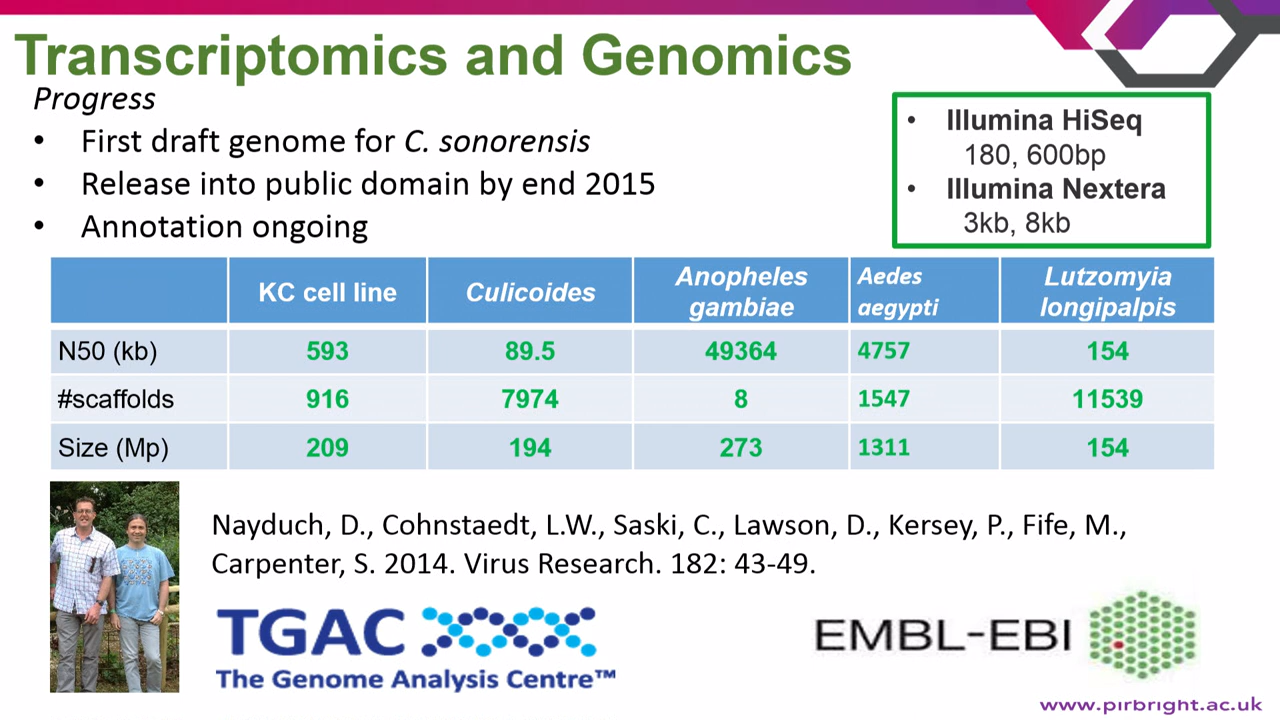 Transcriptomics and Genomics
Progress
• First draft genome for C. sonorensis
• Release into public domain by end 2015
• Annotation ongoing
• Illumina HiSeq
180, 600bp
• Illumina Nextera
3kb, 8kb
KC cell line Culicoides Anopheles gambiae Aedes aegypti Lutzomyia longipalpis
N50 (kb) 593 89.5 49364 4757 154
#scaffolds 916 7974 8 1547 11539
Size (Mp) 209 194 273 1311 154
Nayduch, D., Cohnstaedt, L.W., Saski, C., Lawson, D., Kersey, P., Fife, M.,
Carpenter, S. 2014. Virus Research. 182: 43-49.
TGAC
The Genome Analysis Centre™
EMBL-EBI
www.pirbright.ac.uk